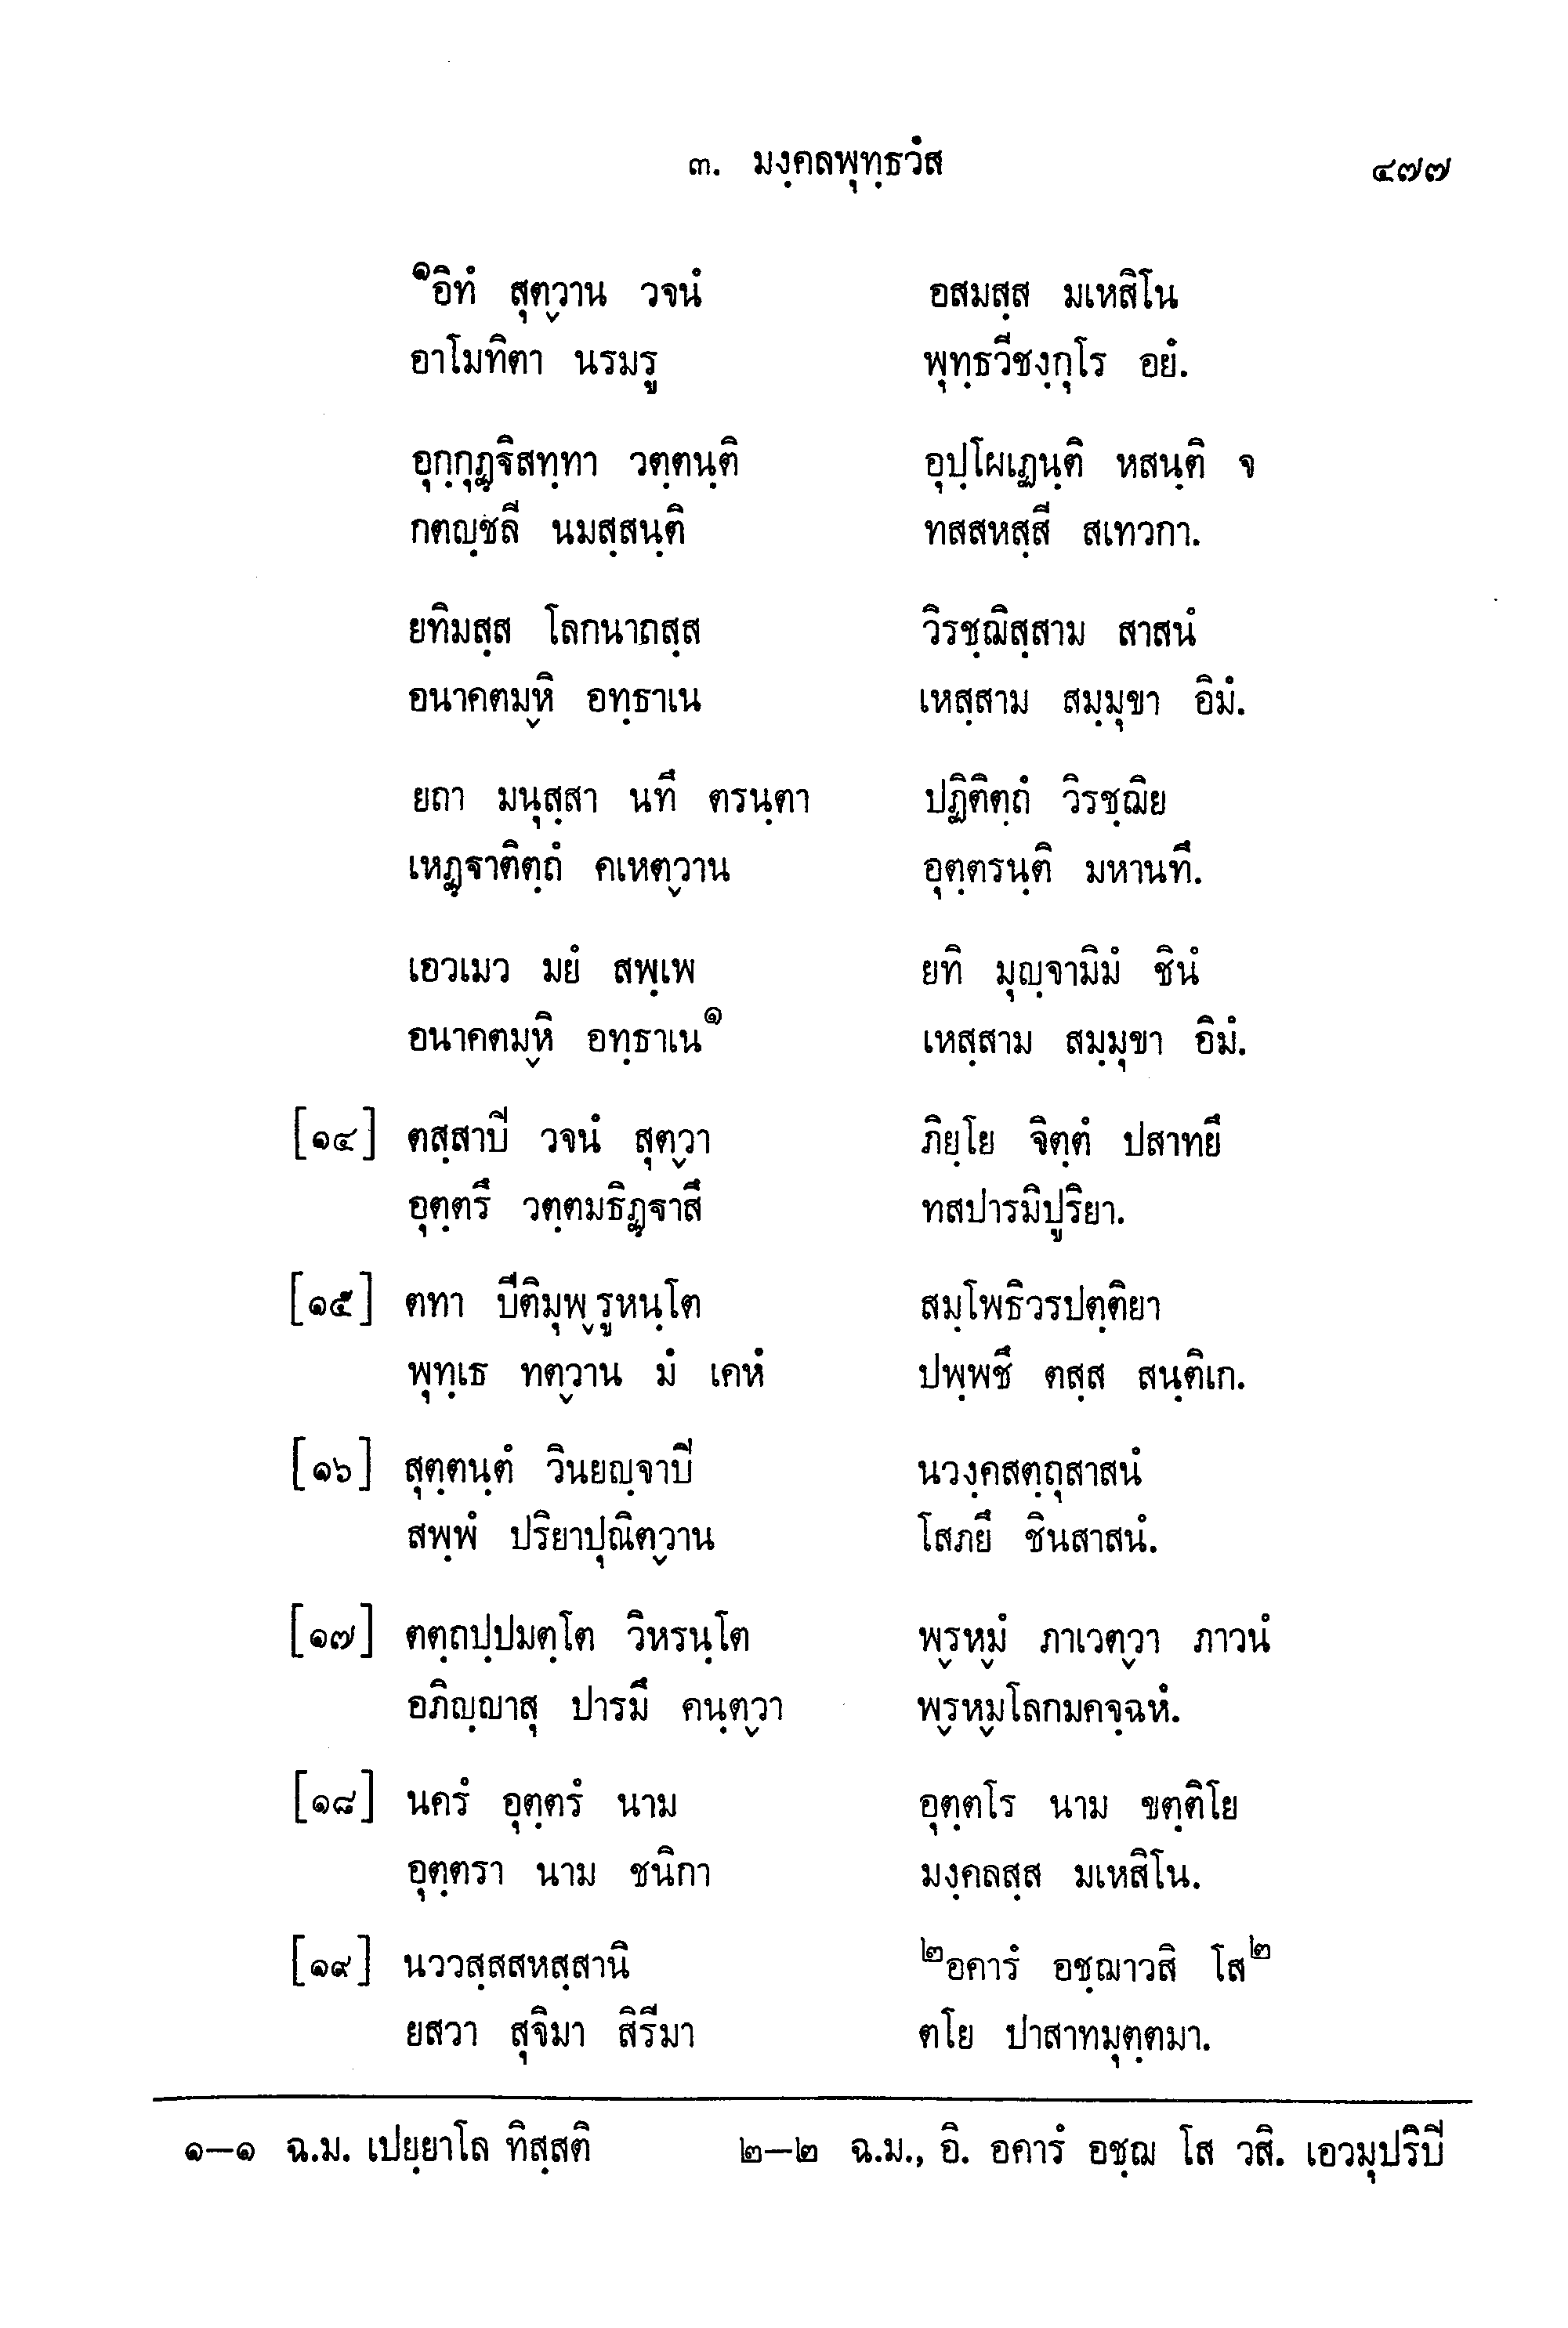 ๓. มงฺคลพุทฺธวํส ๔๗๗
๑อิทํ สุตฺวาน วจนํ อสมสฺส มเหสิโน
อาโมทิตา นรมรู พุทฺธวีชงฺกุโร อยํ.
อุกฺกุฏฺฐิสทฺทา วตฺตนฺติ อุปฺโผเฏนฺติ หสนฺติ จ
กตญฺชลี นมสฺสนฺติ ทสสหสฺสี สเทวกา.
ยทิมสฺส โลกนาถสฺส วิรชฺฌิสฺสาม สาสนํ
อนาคตมฺหิ อทฺธาเน เหสฺสาม สมฺมุขา อิมํ.
ยถา มนุสฺสา นทึ ตรนฺตา ปฏิติตฺถํ วิรชฺฌิย
เหฏฺฐาติตฺถํ คเหตฺวาน อุตฺตรนฺติ มหานทึ.
เอวเมว มยํ สพฺเพ ยทิ มุญฺจามิมํ ชินํ
อนาคตมฺหิ อทฺธาเน๑ เหสฺสาม สมฺมุขา อิมํ.
[๑๔] ตสฺสาปิ วจนํ สุตฺวา ภิยฺโย จิตฺตํ ปสาทยึ
อุตฺตรึ วตฺตมธิฏฺฐาสึ ทสปารมิปูริยา.
[๑๕] ตทา ปีติมุพฺรูหนฺโต สมฺโพธิวรปตฺติยา
พุทฺเธ ทตฺวาน มํ เคหํ ปพฺพชึ ตสฺส สนฺติเก.
[๑๖] สุตฺตนฺตํ วินยญฺจาปิ นวงฺคสตฺถุสาสนํ
สพฺพํ ปริยาปุณิตฺวาน โสภยึ ชินสาสนํ.
[๑๗] ตตฺถปฺปมตฺโต วิหรนฺโต พฺรหฺมํ ภาเวตฺวา ภาวนํ
อภิญฺญาสุ ปารมึ คนฺตฺวา พฺรหฺมโลกมคจฺฉหํ.
[๑๘] นครํ อุตฺตรํ นาม อุตฺตโร นาม ขตฺติโย
อุตฺตรา นาม ชนิกา มงฺคลสฺส มเหสิโน.
[๑๙] นววสฺสสหสฺสานิ ๒อคารํ อชฺฌาวสิ โส๒
ยสวา สุจิมา สิรีมา ตโย ปาสาทมุตฺตมา.
๑–๑ ฉ.ม. เปยฺยาโล ทิสฺสติ ๒–๒ ฉ.ม., อิ. อคารํ อชฺฌ โส วสิ. เอวมุปริปิ